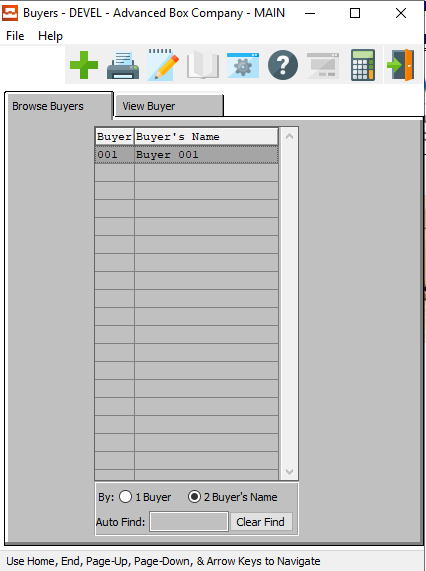 Buyers - DEVEL - Advanced Box Company - MAIN
File Help
Browse Buyers View Buyer
Buyer Buyer's Name
001 Buyer 001
By: 1 Buyer 2 Buyer's Name
Auto Find: Clear Find
Use Home, End, Page-Up, Page-Down, & Arrow Keys to Navigate